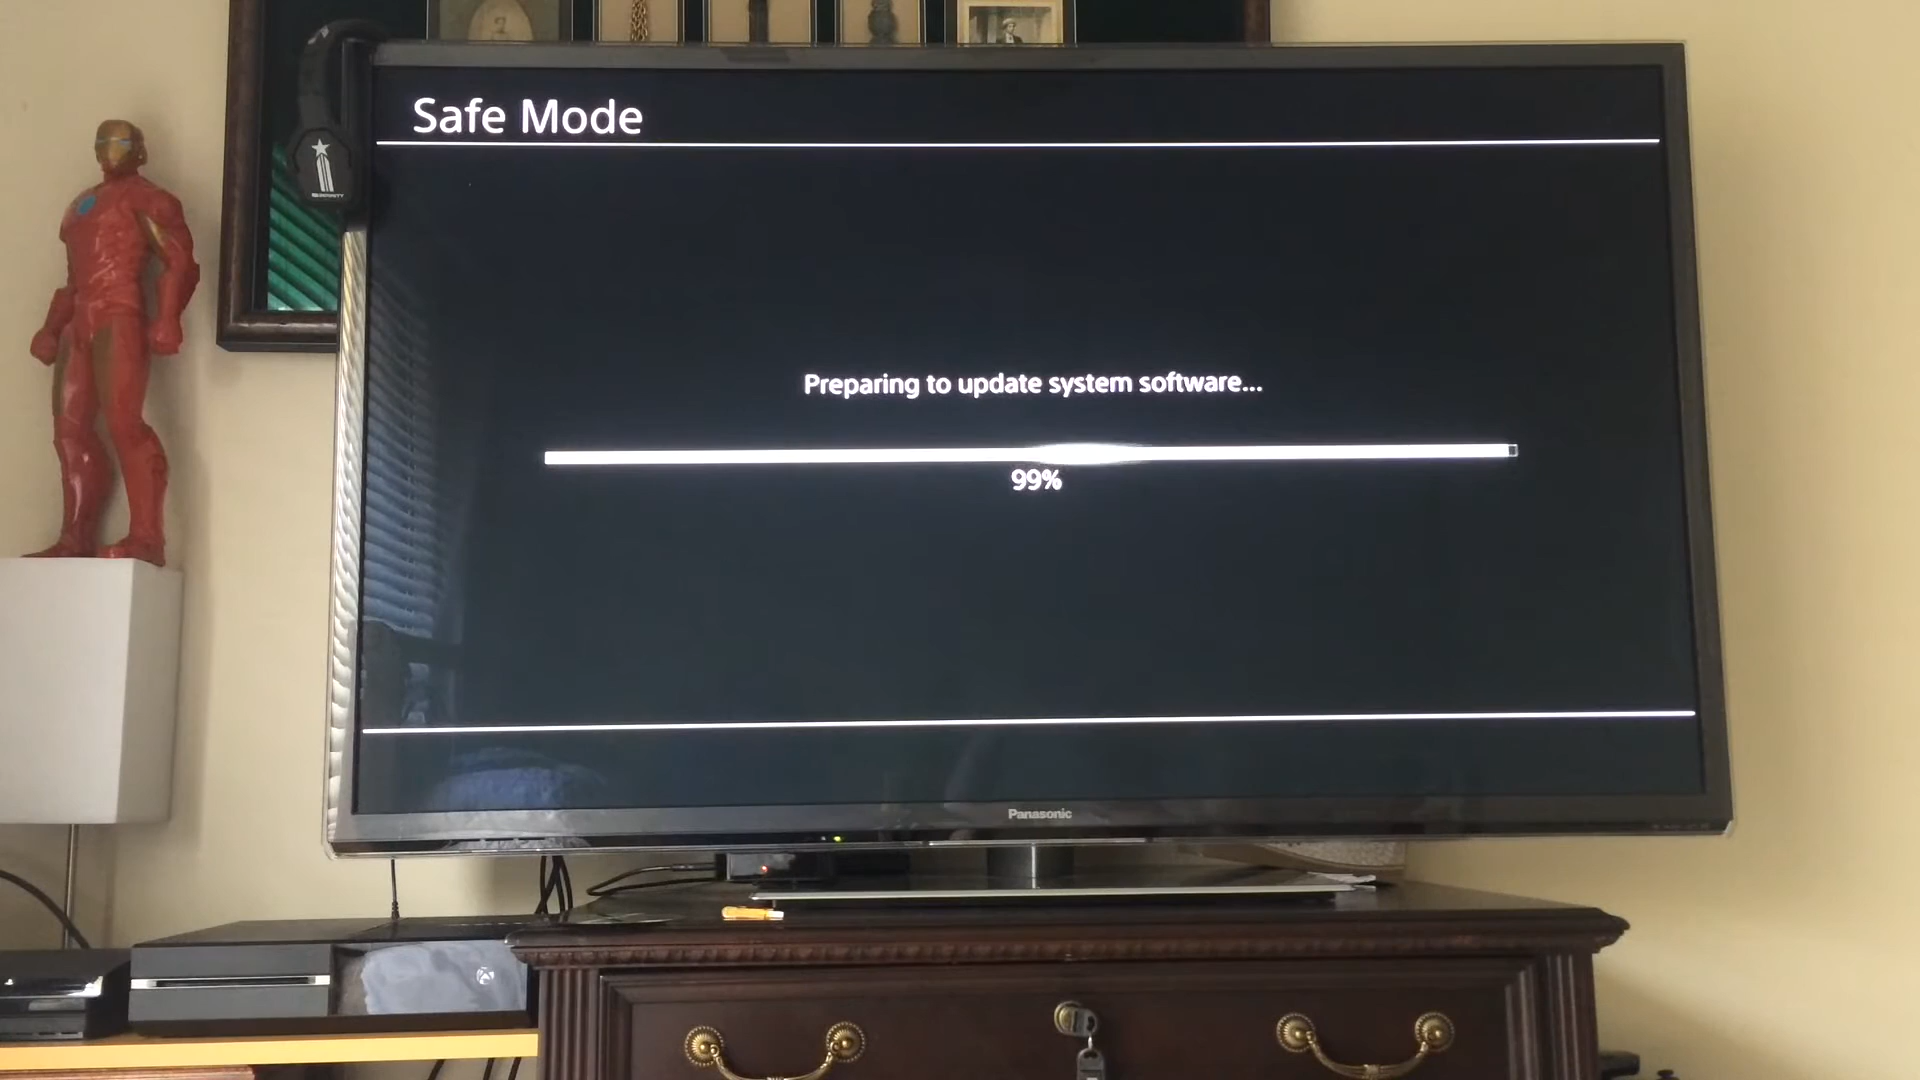 Safe Mode
Preparing to update system software...
99%
Panasonic